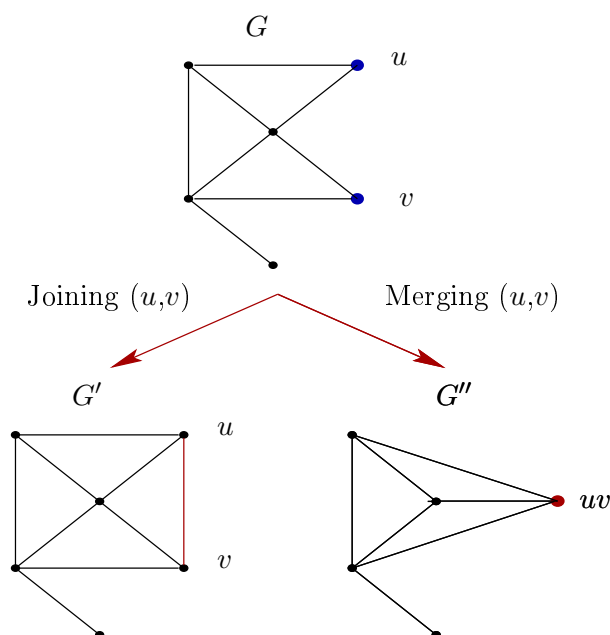 G
u
v
Joining (u,v)
Merging (u,v)
G′
G′′
u
uv
v